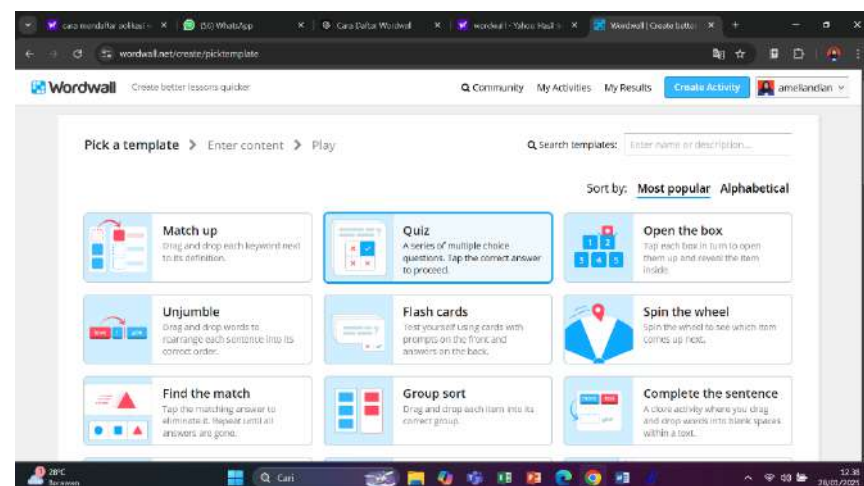 cara mendaftar aplikasi
(50) WhatsApp
Cara Daftar Wordwall
wordwall - Yahoo Hasil
Wordwall | Create better
wordwall.net/create/picktemplate
Wordwall
Create better lessons quicker
Community
My Activities
My Results
Create Activity
ameliandian
Pick a template
Enter content
Play
Search templates:
Enter name or description...
Sort by:
Most popular
Alphabetical
Match up
Drag and drop each keyword next
to its definition.
Quiz
A series of multiple choice
questions. Tap the correct answer
to proceed.
Open the box
Tap each box in turn to open
them up and reveal the item
inside.
Unjumble
Drag and drop words to
rearrange each sentence into its
correct order.
Flash cards
Test yourself using cards with
prompts on the front and
answers on the back.
Spin the wheel
Spin the wheel to see which item
comes up next.
Find the match
Tap the matching answer to
eliminate it. Repeat until all
answers are gone.
Group sort
Drag and drop each item into its
correct group.
Complete the sentence
A cloze activity where you drag
and drop words into blank spaces
within a text.
28°C
Berawan
Cari
12.38
28/01/2025